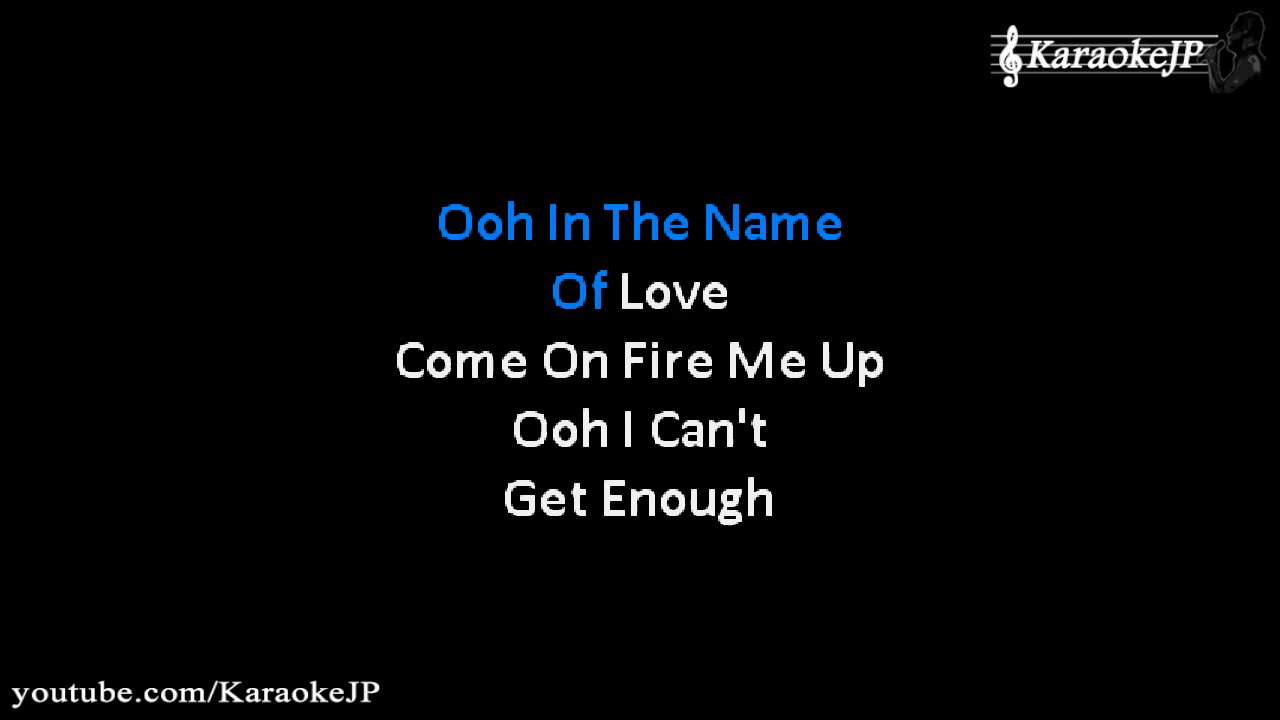 KaraokeJP
Ooh In The Name
Of Love
Come On Fire Me Up
Ooh I Can't
Get Enough
youtube.com/KaraokeJP